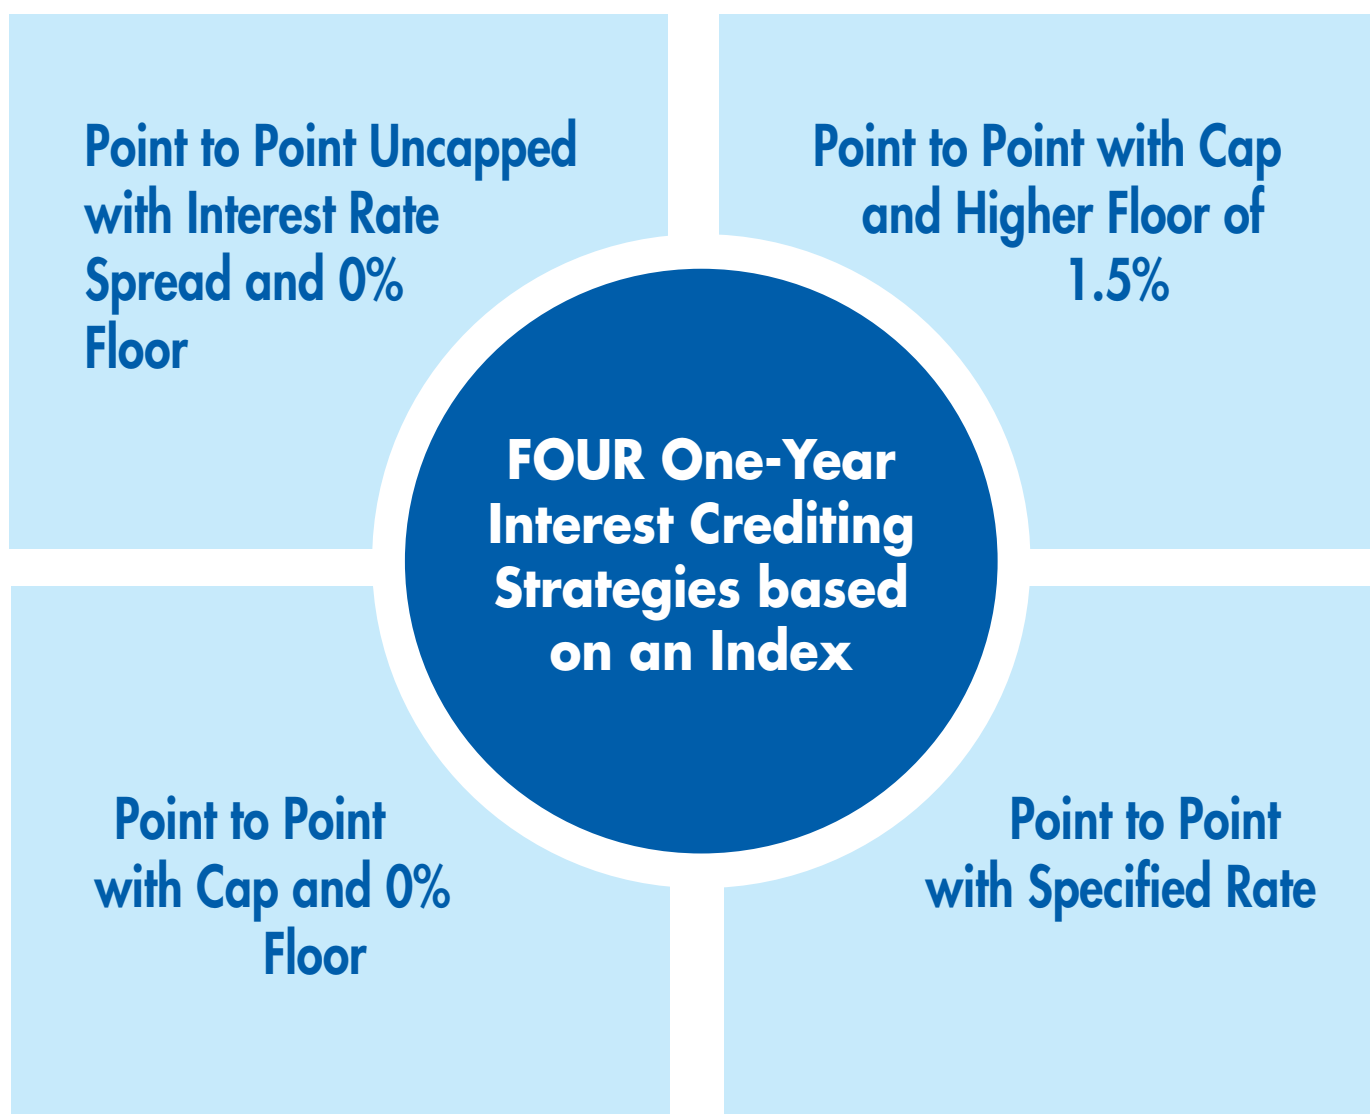 Point to Point Uncapped
with Interest Rate
Spread and 0%
Floor
Point to Point with Cap
and Higher Floor of
1.5%
FOUR One-Year
Interest Crediting
Strategies based
on an Index
Point to Point
with Cap and 0%
Floor
Point to Point
with Specified Rate